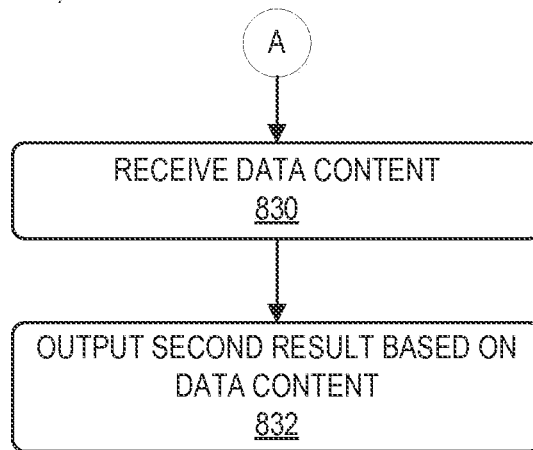 A
RECEIVE DATA CONTENT
830
OUTPUT SECOND RESULT BASED ON
DATA CONTENT
832